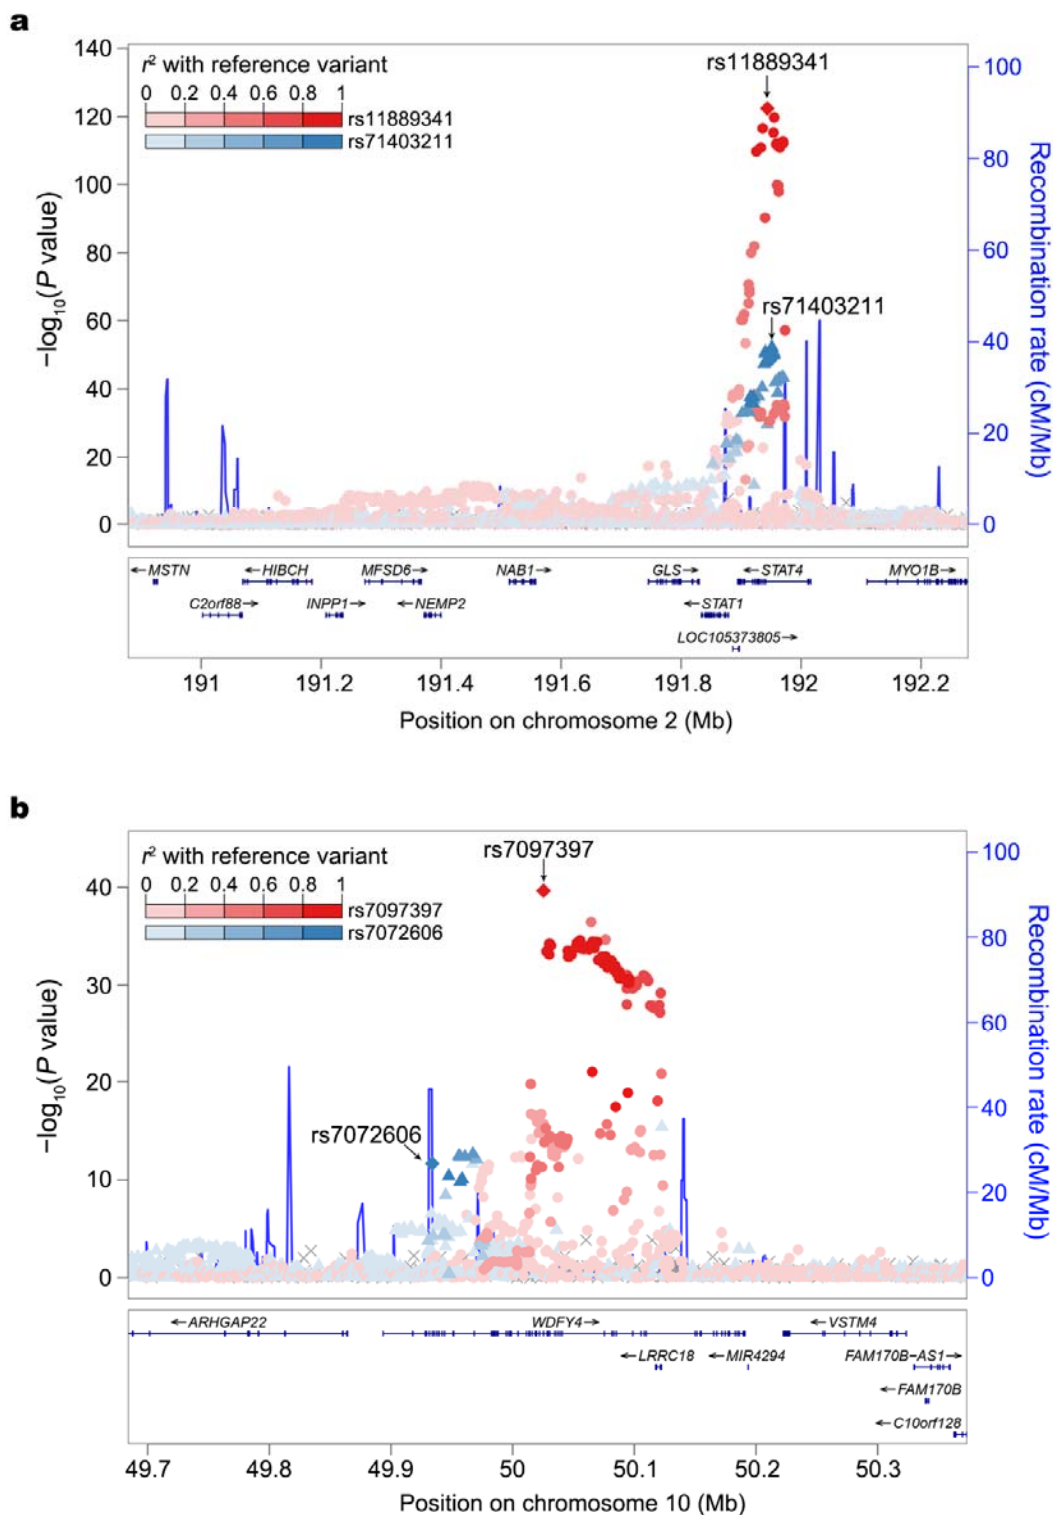 a
r² with reference variant
0 0.2 0.4 0.6 0.8 1
rs11889341
rs71403211
rs11889341
rs71403211
140
120
100
80
60
40
20
0
−log₁₀(P value)
100
80
60
40
20
0
Recombination rate (cM/Mb)
←MSTN ←HIBCH MFSD6→ NAB1→ GLS→ ←STAT4 MYO1B→
C2orf88→ INPP1→ ←NEMP2 ←STAT1
LOC105373805→
191 191.2 191.4 191.6 191.8 192 192.2
Position on chromosome 2 (Mb)
b
r² with reference variant
0 0.2 0.4 0.6 0.8 1
rs7097397
rs7072606
rs7097397
rs7072606
40
30
20
10
0
−log₁₀(P value)
100
80
60
40
20
0
Recombination rate (cM/Mb)
←ARHGAP22 WDFY4→ ←VSTM4
←LRRC18 ←MIR4294 FAM170B−AS1→
←FAM170B
←C10orf128
49.7 49.8 49.9 50 50.1 50.2 50.3
Position on chromosome 10 (Mb)